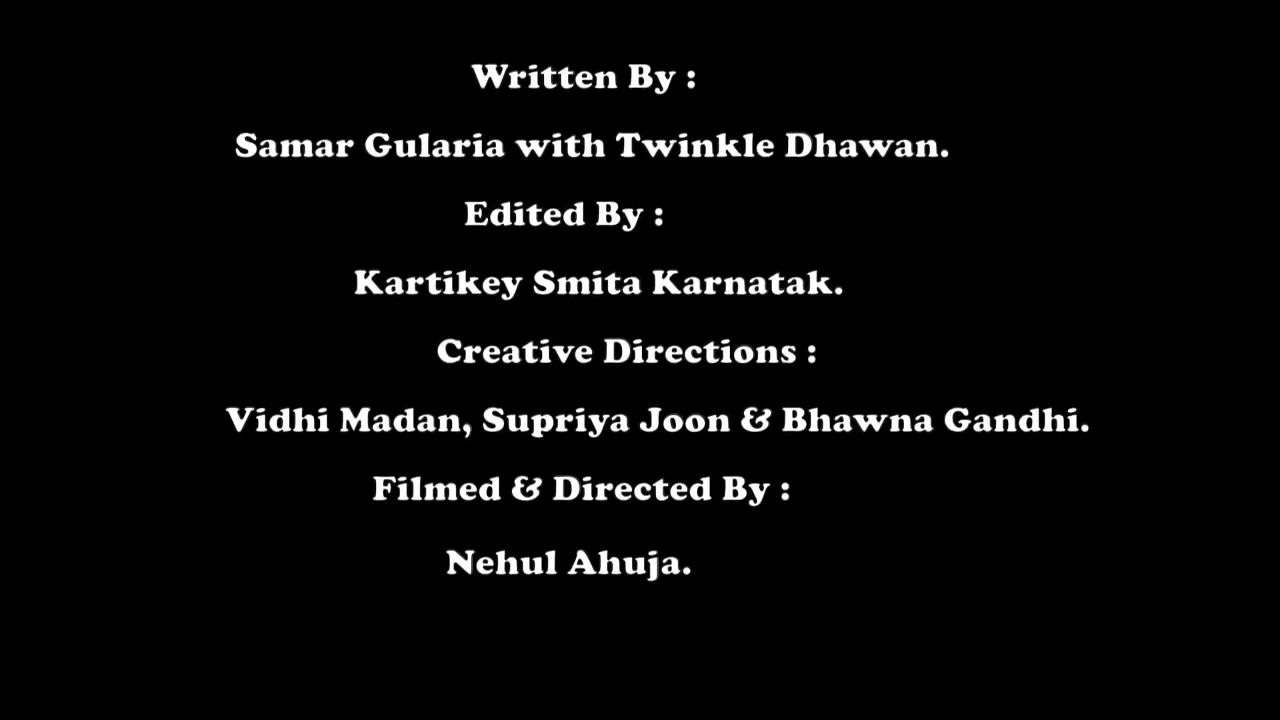 Written By :
Samar Gularia with Twinkle Dhawan.
Edited By :
Kartikey Smita Karnatak.
Creative Directions :
Vidhi Madan, Supriya Joon & Bhawna Gandhi.
Filmed & Directed By :
Nehul Ahuja.